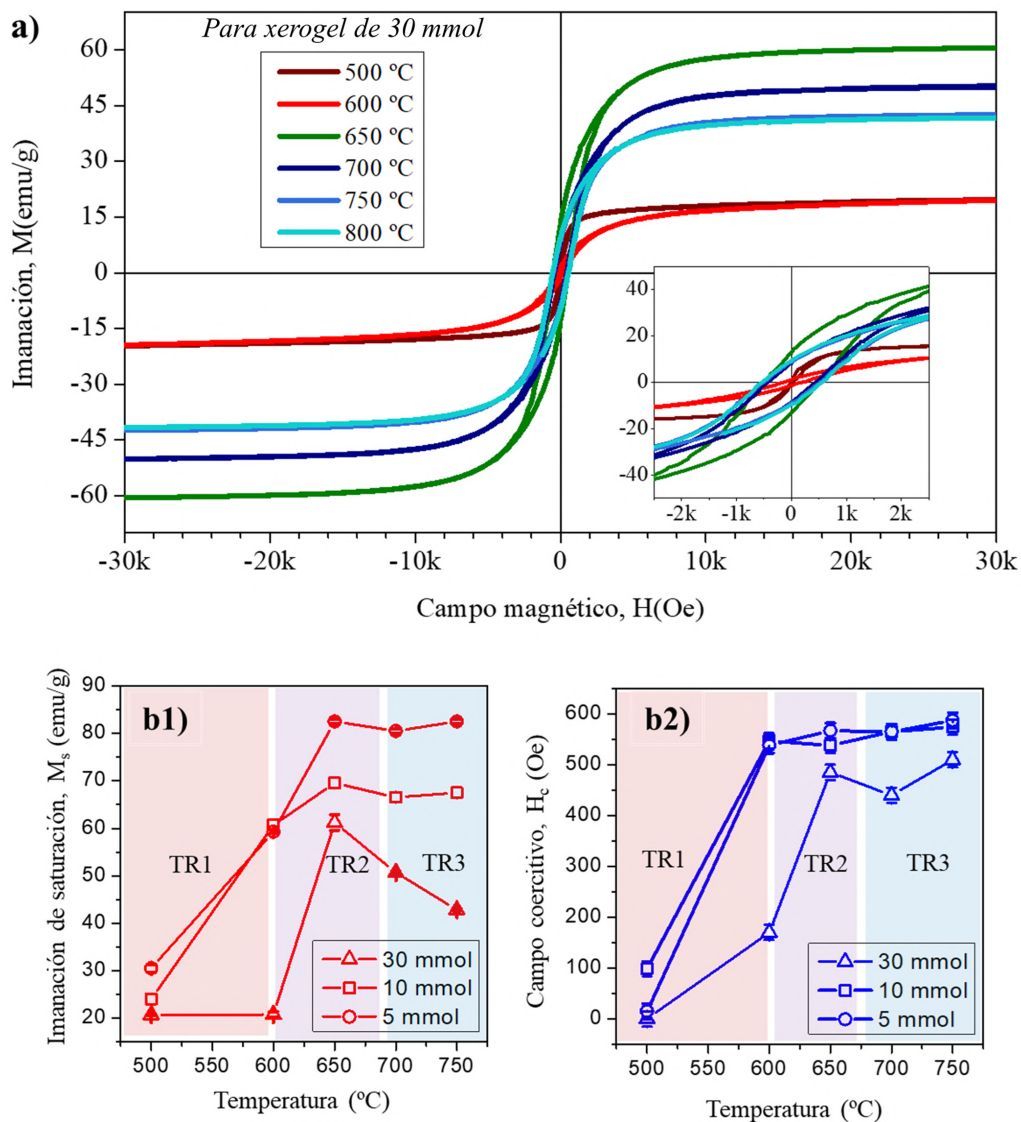 a)
Para xerogel de 30 mmol
500 ºC
600 ºC
650 ºC
700 ºC
750 ºC
800 ºC
Imanación, M(emu/g)
60
45
30
15
0
-15
-30
-45
-60
40
20
0
-20
-40
-2k -1k 0 1k 2k
-30k -20k -10k 0 10k 20k 30k
Campo magnético, H(Oe)
b1)
Imanación de saturación, Mₛ (emu/g)
90
80
70
60
50
40
30
20
TR1 TR2 TR3
30 mmol
10 mmol
5 mmol
500 550 600 650 700 750
Temperatura (ºC)
b2)
Campo coercitivo, H_c (Oe)
600
500
400
300
200
100
0
TR1 TR2 TR3
30 mmol
10 mmol
5 mmol
500 550 600 650 700 750
Temperatura (ºC)